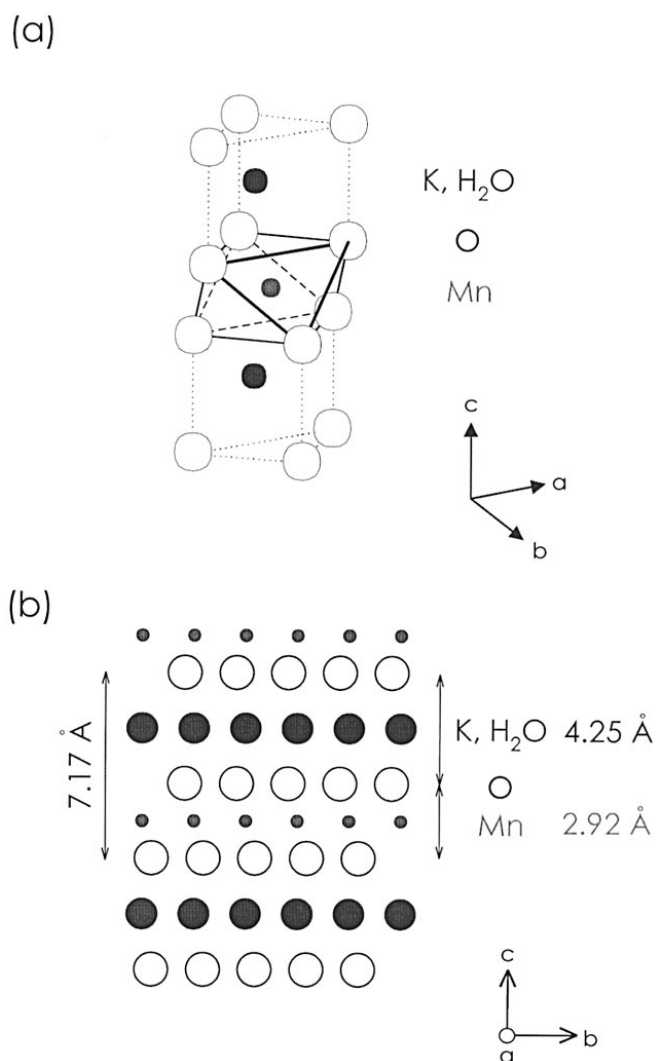 (a)
K, H₂O
O
Mn
c
a
b
(b)
7.17 Å
K, H₂O 4.25 Å
O
Mn 2.92 Å
c
b
a